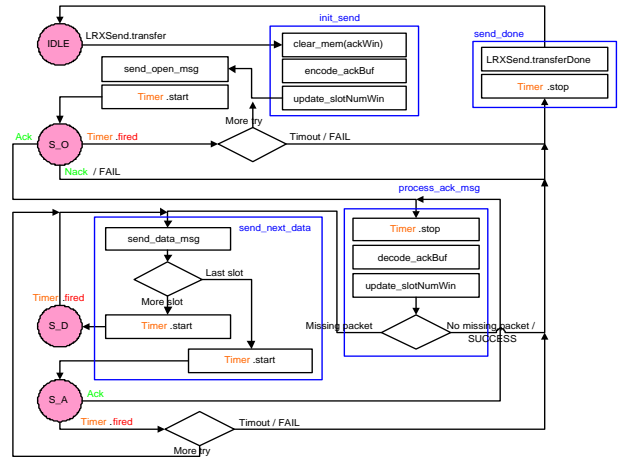 init_send
IDLE
LRXSend.transfer
clear_mem(ackWin)
send_done
send_open_msg
encode_ackBuf
LRXSend.transferDone
Timer .start
update_slotNumWin
Timer .stop
More try
Ack
S_O
Timer .fired
Timout / FAIL
Nack / FAIL
process_ack_msg
send_next_data
Timer .stop
send_data_msg
decode_ackBuf
Last slot
update_slotNumWin
Timer .fired
More slot
S_D
Timer .start
Missing packet
No missing packet /
SUCCESS
Timer .start
S_A
Ack
Timer .fired
Timout / FAIL
More try